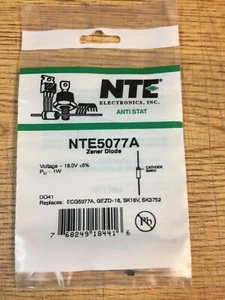 NTE
ELECTRONICS, INC.
ANTI STAT
NTE5077A
Zener Diode
Voltage - 18.0V ±5%
PD - 1W
CATHODE
BAND
DO41
Replaces: ECG5077A, GEZD-18, SK18V, SK3752
7 68249 18441 6
Pb